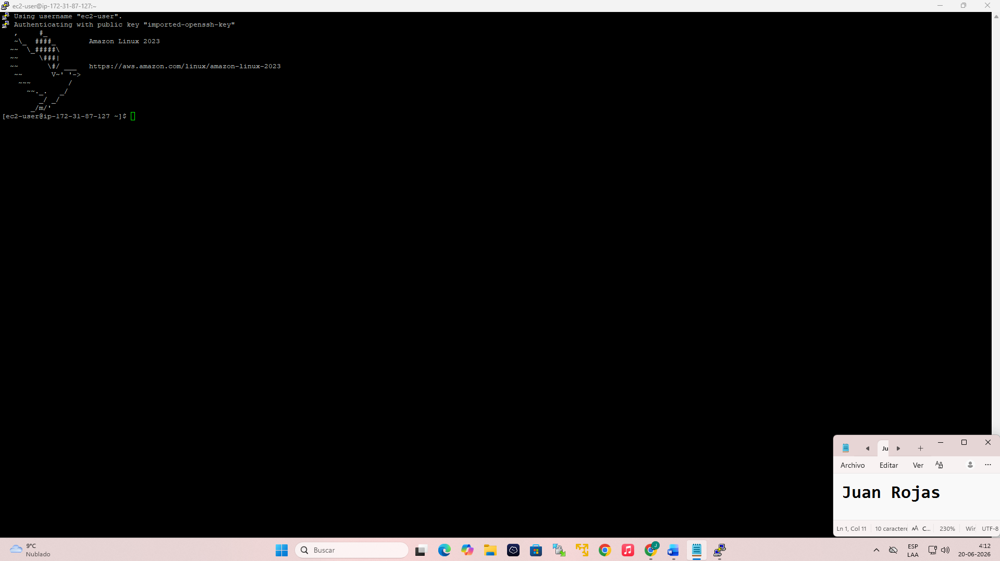 ec2-user@ip-172-31-87-127:~
Using username "ec2-user".
Authenticating with public key "imported-openssh-key"
   ,     #_
   ~\_  ####_        Amazon Linux 2023
  ~~  \_#####\
  ~~     \###|
  ~~       \#/ ___   https://aws.amazon.com/linux/amazon-linux-2023
   ~~       V~' '->
    ~~~         /
      ~~._.   _/
         _/ _/
       _/m/'
[ec2-user@ip-172-31-87-127 ~]$
Ju
Archivo Editar Ver
Juan Rojas
Ln 1, Col 11 10 caractere C... 230% Wir UTF-8
9°C
Nublado
Buscar
J
ESP
LAA
4:12
20-06-2026